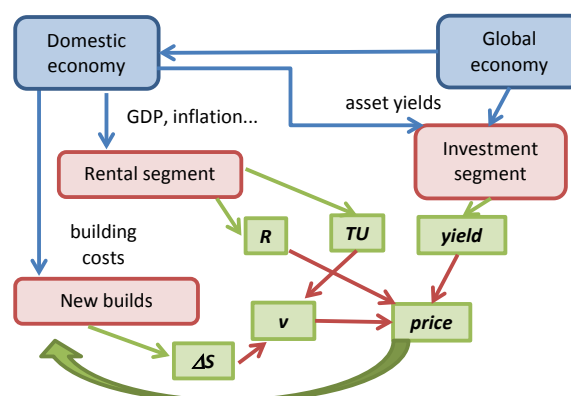 Domestic
economy
Global
economy
asset yields
GDP, inflation...
Rental segment
Investment
segment
R
TU
yield
building
costs
New builds
v
price
ΔS